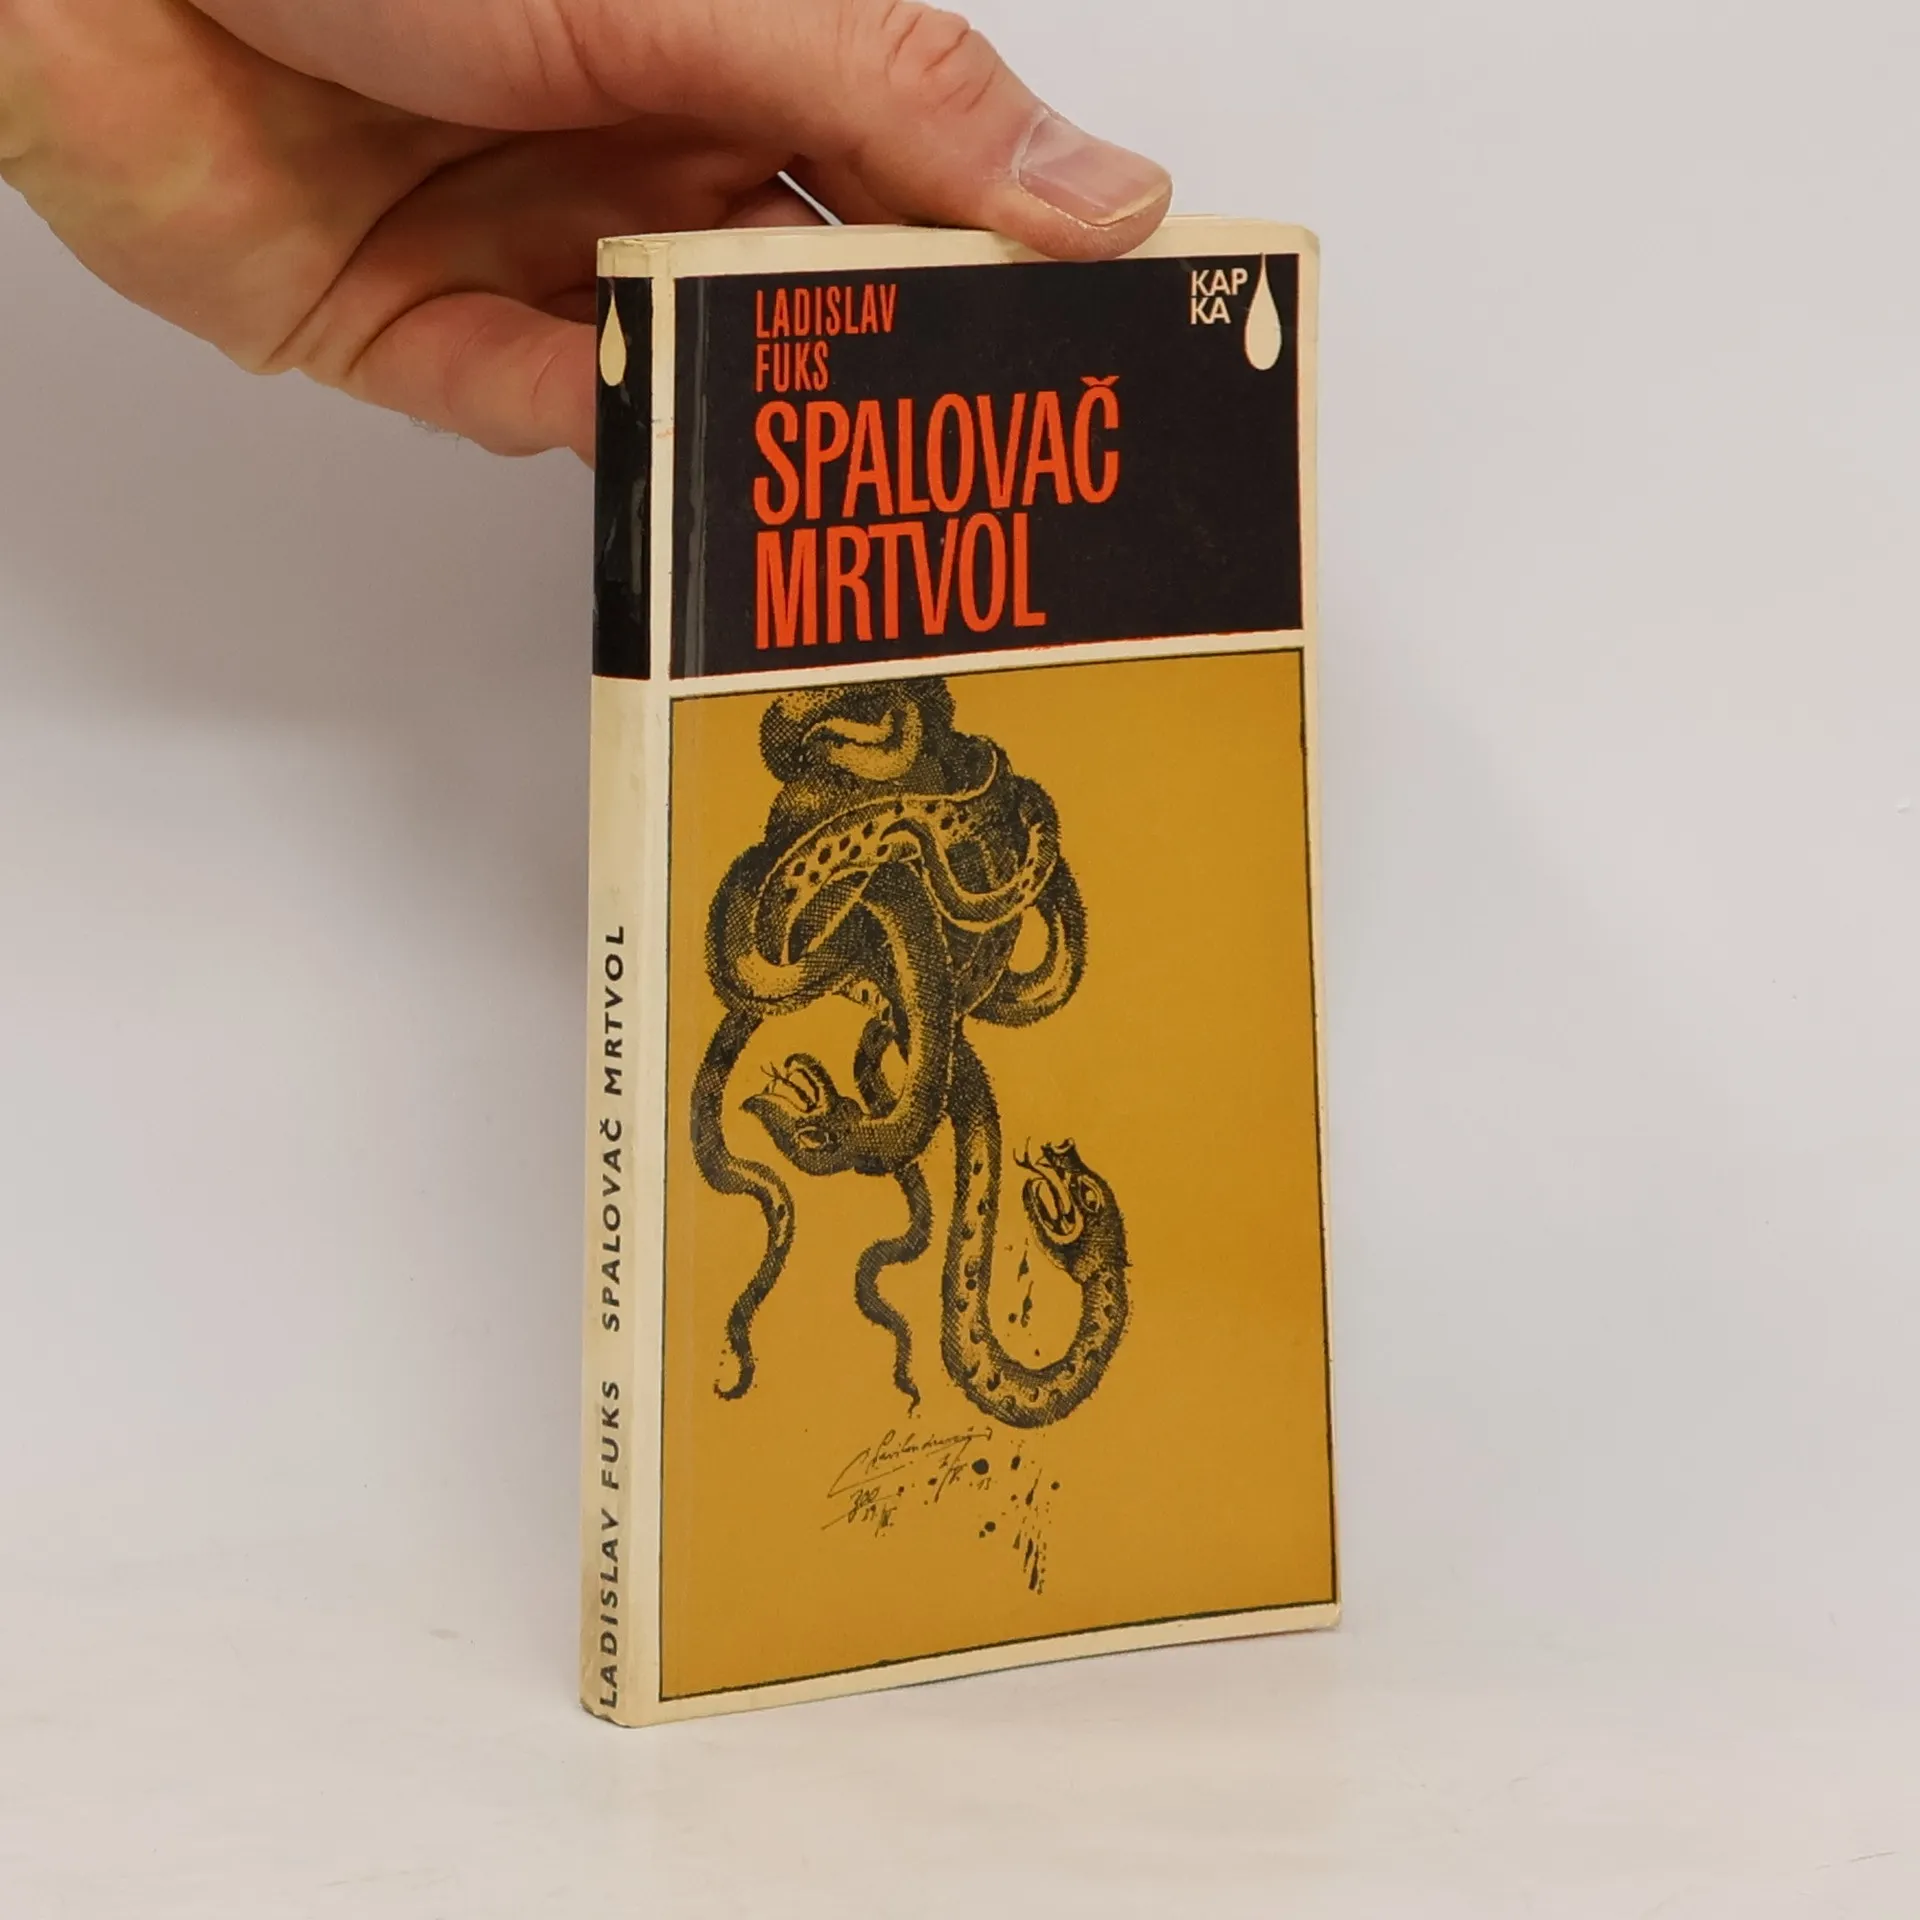 LADISLAV
FUKS
SPALOVAČ
MRTVOL
KAP
KA
LADISLAV FUKS SPALOVAČ MRTVOL